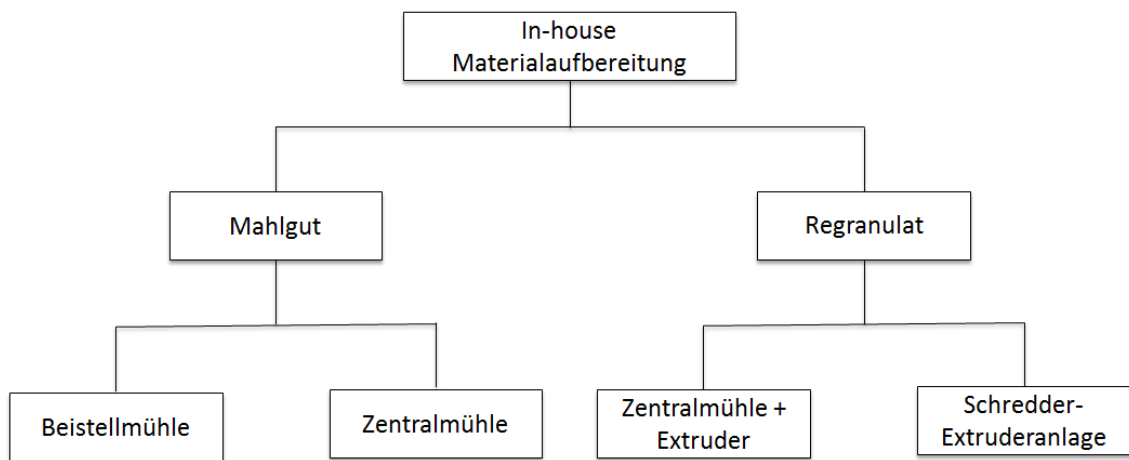 In-house
Materialaufbereitung
Mahlgut
Regranulat
Beistellmühle
Zentralmühle
Zentralmühle +
Extruder
Schredder-
Extruderanlage